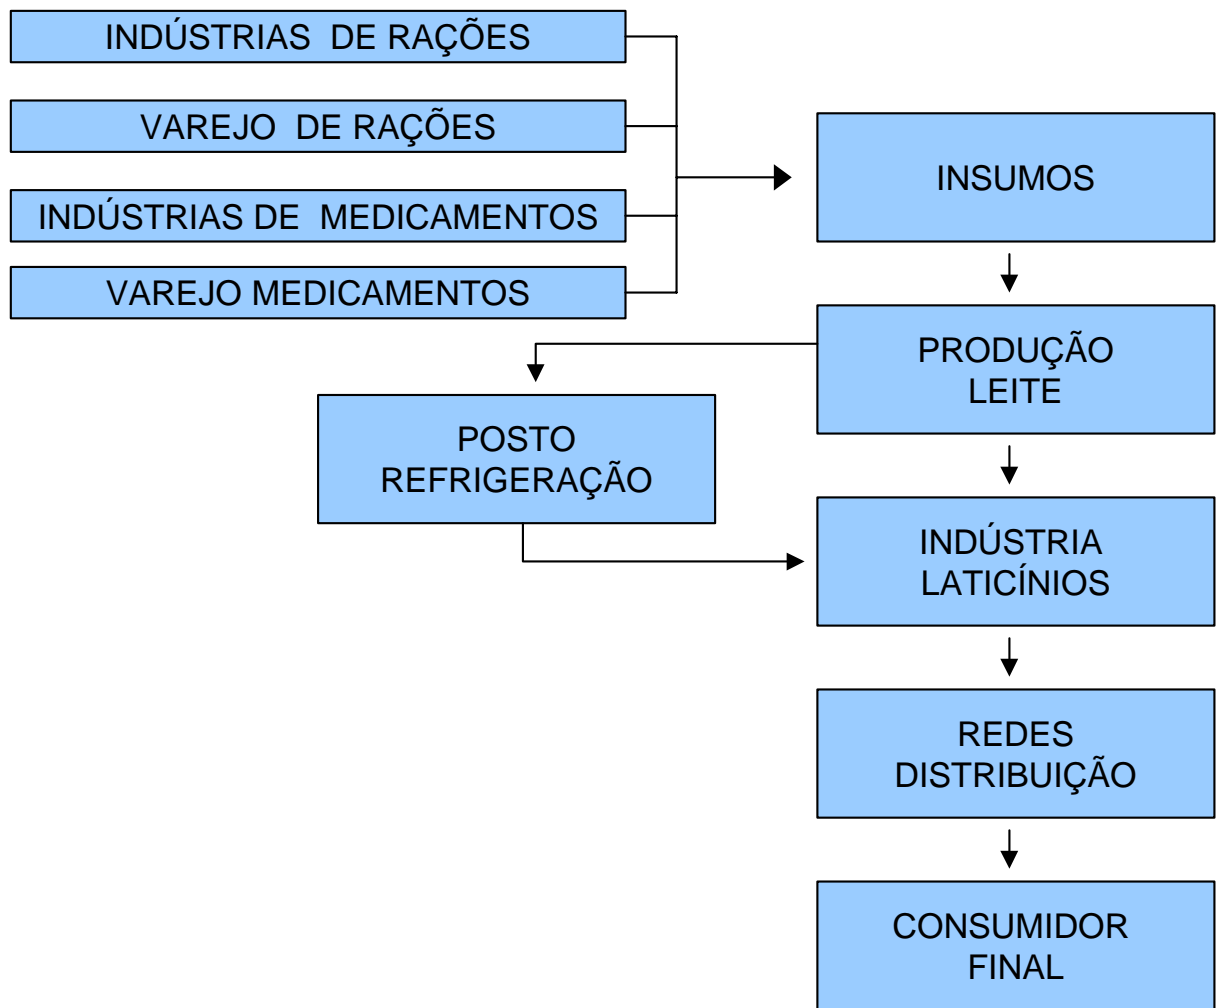 INDÚSTRIAS DE RAÇÕES
VAREJO DE RAÇÕES
INDÚSTRIAS DE MEDICAMENTOS
VAREJO MEDICAMENTOS
INSUMOS
PRODUÇÃO
LEITE
POSTO
REFRIGERAÇÃO
INDÚSTRIA
LATICÍNIOS
REDES
DISTRIBUIÇÃO
CONSUMIDOR
FINAL